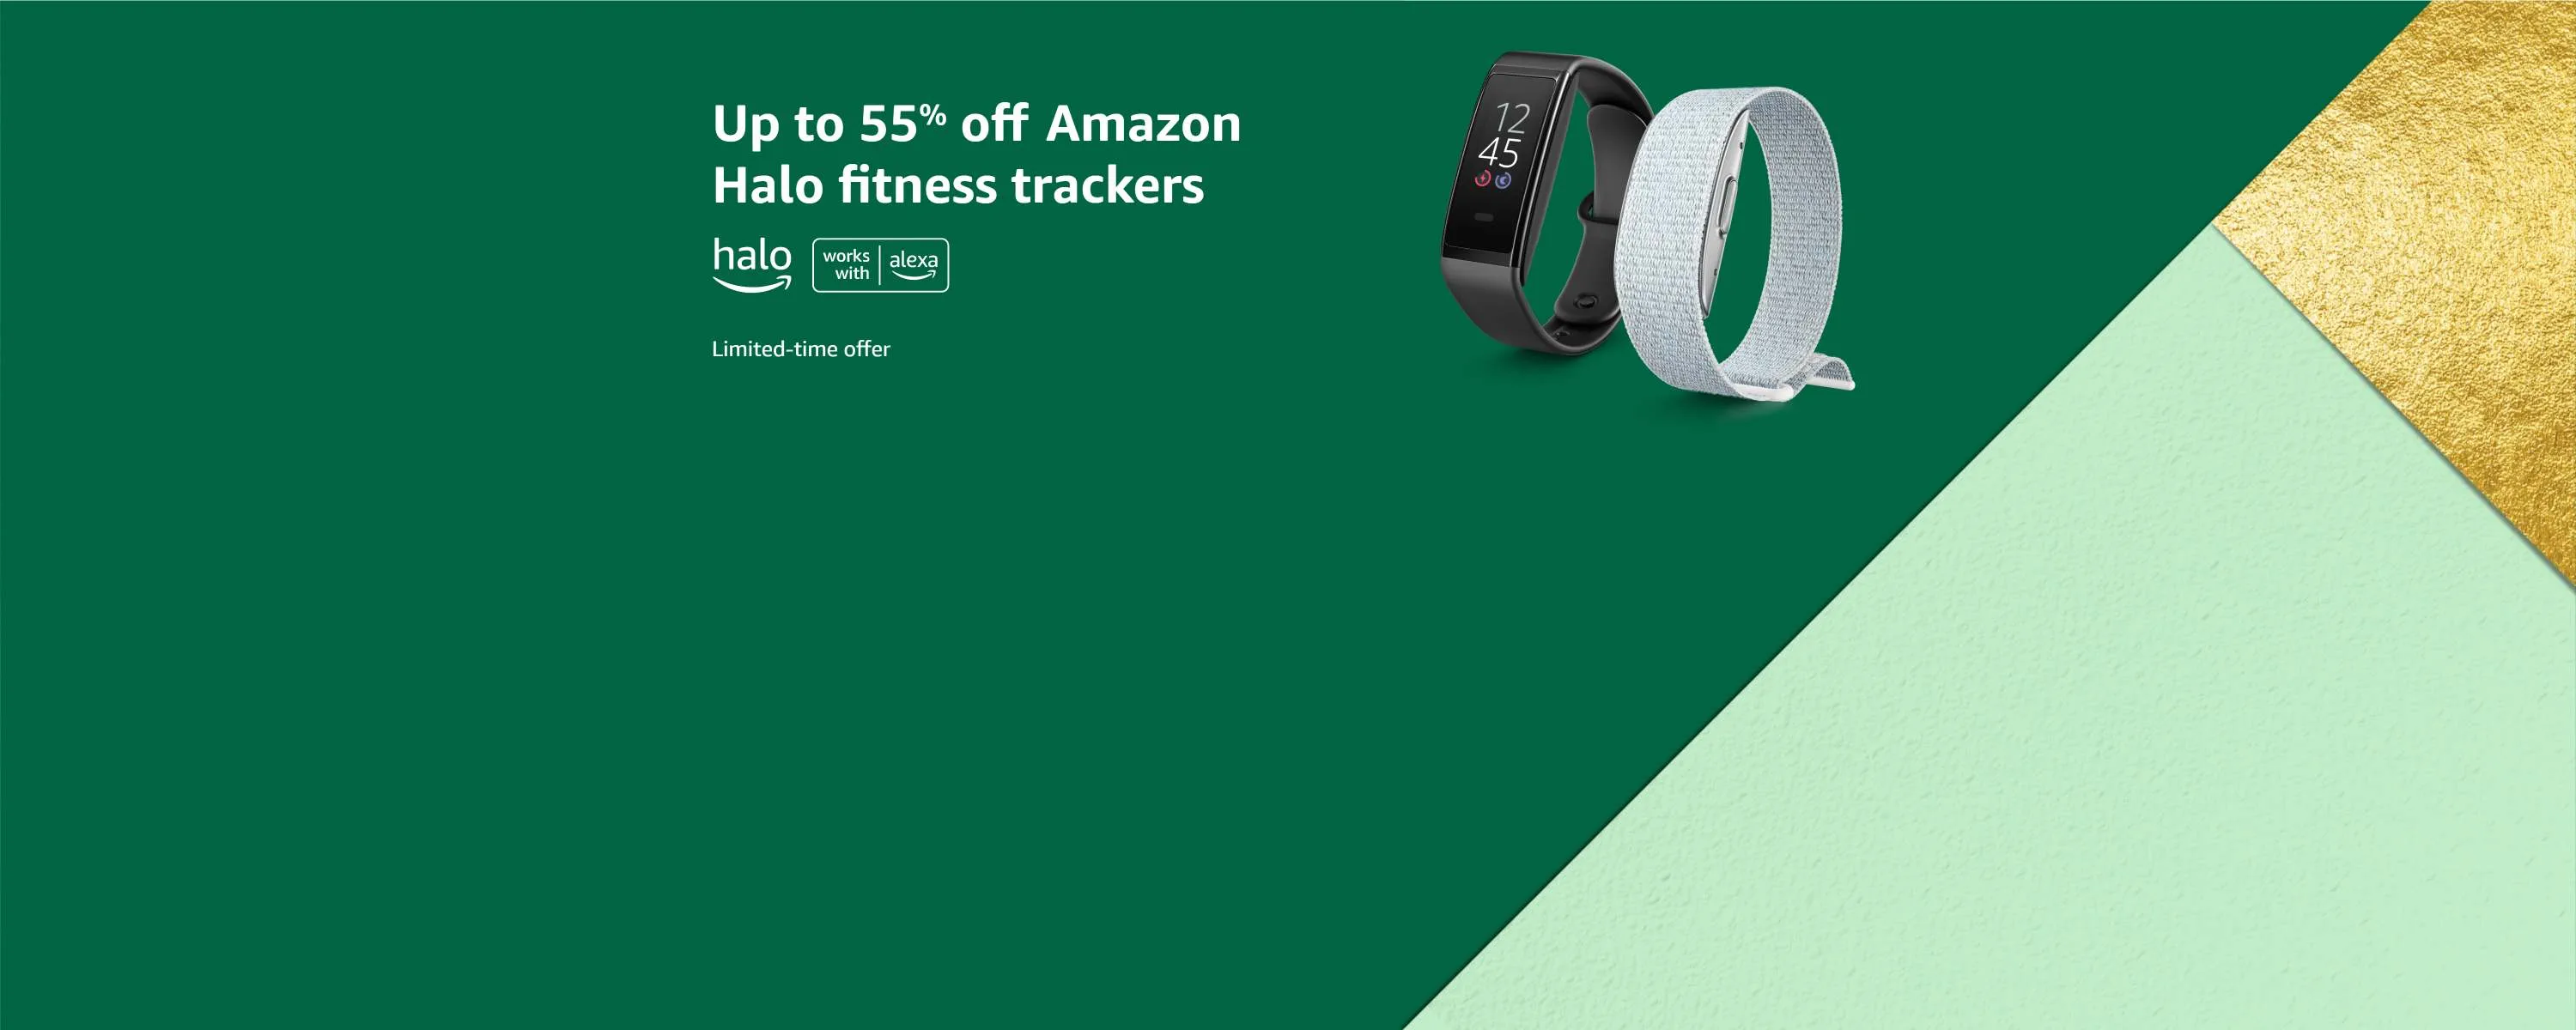 Up to 55% off Amazon
Halo fitness trackers
halo
works with
alexa
Limited-time offer
12
45